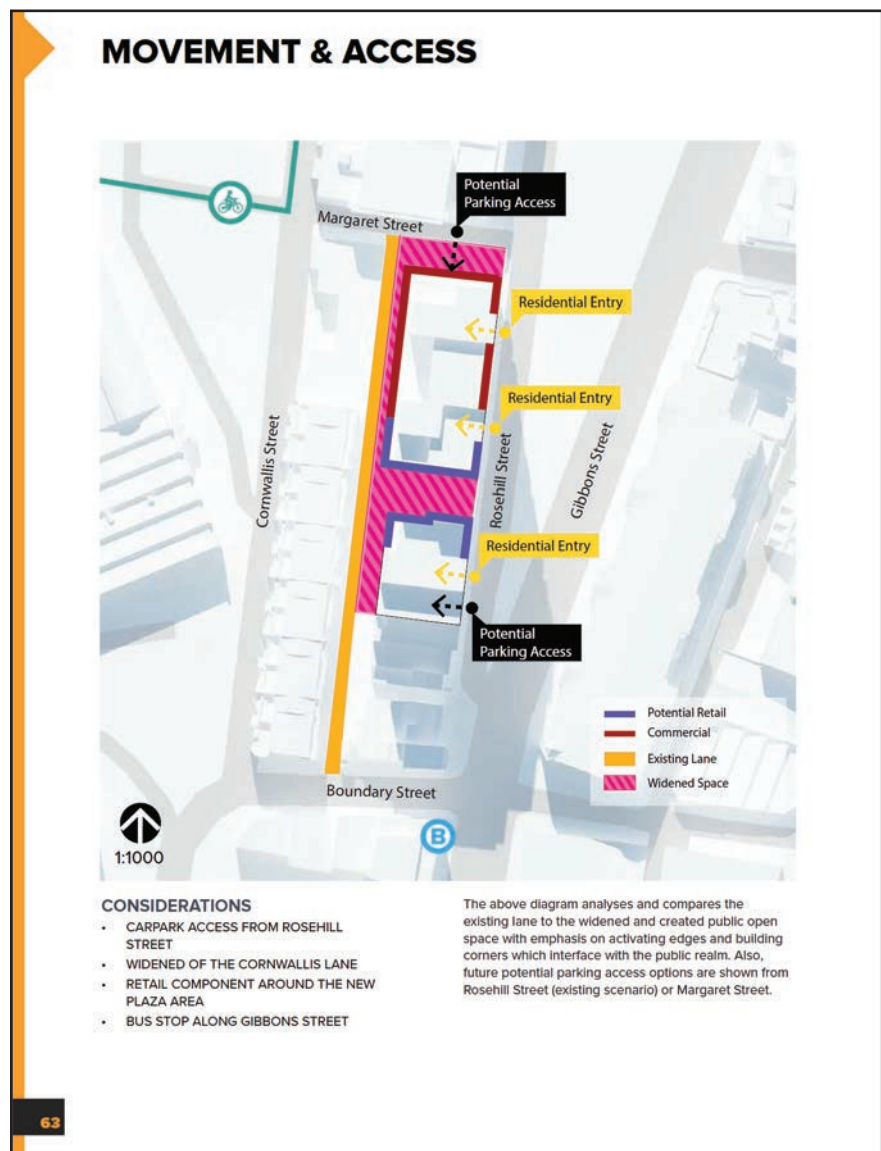 MOVEMENT & ACCESS
Potential
Parking Access
Margaret Street
Residential Entry
Residential Entry
Cornwallis Street
Rosehill Street
Gibbons Street
Residential Entry
Potential
Parking Access
Potential Retail
Commercial
Existing Lane
Widened Space
Boundary Street
B
1:1000
CONSIDERATIONS
• CARPARK ACCESS FROM ROSEHILL
STREET
• WIDENED OF THE CORNWALLIS LANE
• RETAIL COMPONENT AROUND THE NEW
PLAZA AREA
• BUS STOP ALONG GIBBONS STREET
The above diagram analyses and compares the
existing lane to the widened and created public open
space with emphasis on activating edges and building
corners which interface with the public realm. Also,
future potential parking access options are shown from
Rosehill Street (existing scenario) or Margaret Street.
63